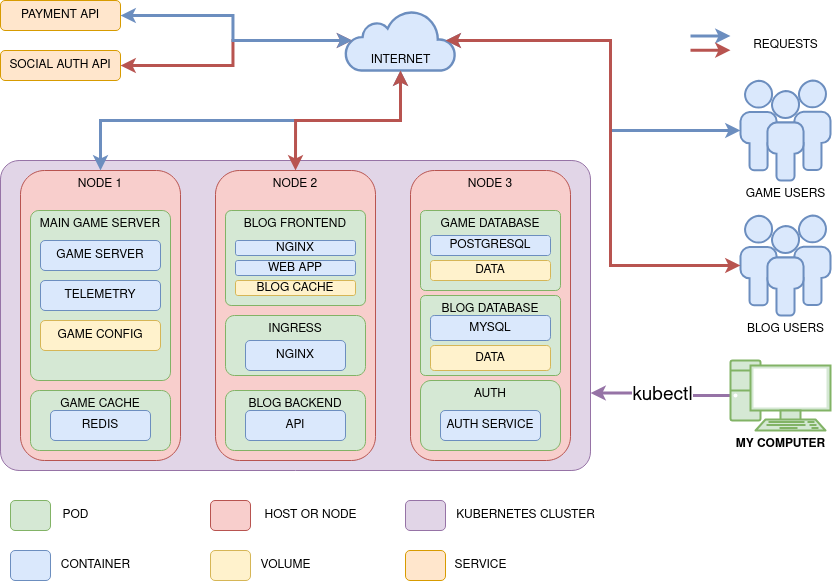 PAYMENT API
SOCIAL AUTH API
INTERNET
REQUESTS
GAME USERS
BLOG USERS
kubectl
MY COMPUTER
NODE 1
MAIN GAME SERVER
GAME SERVER
TELEMETRY
GAME CONFIG
GAME CACHE
REDIS
NODE 2
BLOG FRONTEND
NGINX
WEB APP
BLOG CACHE
INGRESS
NGINX
BLOG BACKEND
API
NODE 3
GAME DATABASE
POSTGRESQL
DATA
BLOG DATABASE
MYSQL
DATA
AUTH
AUTH SERVICE
POD
HOST OR NODE
KUBERNETES CLUSTER
CONTAINER
VOLUME
SERVICE